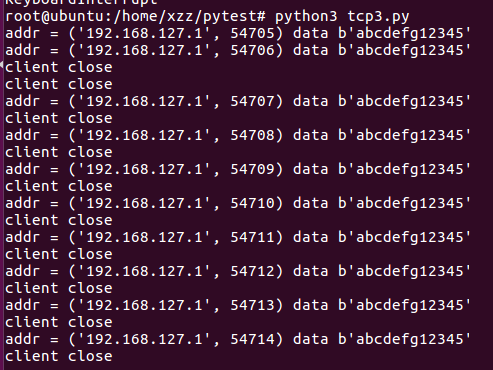 KeyboardInterrupt
root@ubuntu:/home/xzz/pytest# python3 tcp3.py
addr = ('192.168.127.1', 54705) data b'abcdefg12345'
addr = ('192.168.127.1', 54706) data b'abcdefg12345'
client close
client close
addr = ('192.168.127.1', 54707) data b'abcdefg12345'
client close
addr = ('192.168.127.1', 54708) data b'abcdefg12345'
client close
addr = ('192.168.127.1', 54709) data b'abcdefg12345'
client close
addr = ('192.168.127.1', 54710) data b'abcdefg12345'
client close
addr = ('192.168.127.1', 54711) data b'abcdefg12345'
client close
addr = ('192.168.127.1', 54712) data b'abcdefg12345'
client close
addr = ('192.168.127.1', 54713) data b'abcdefg12345'
client close
addr = ('192.168.127.1', 54714) data b'abcdefg12345'
client close